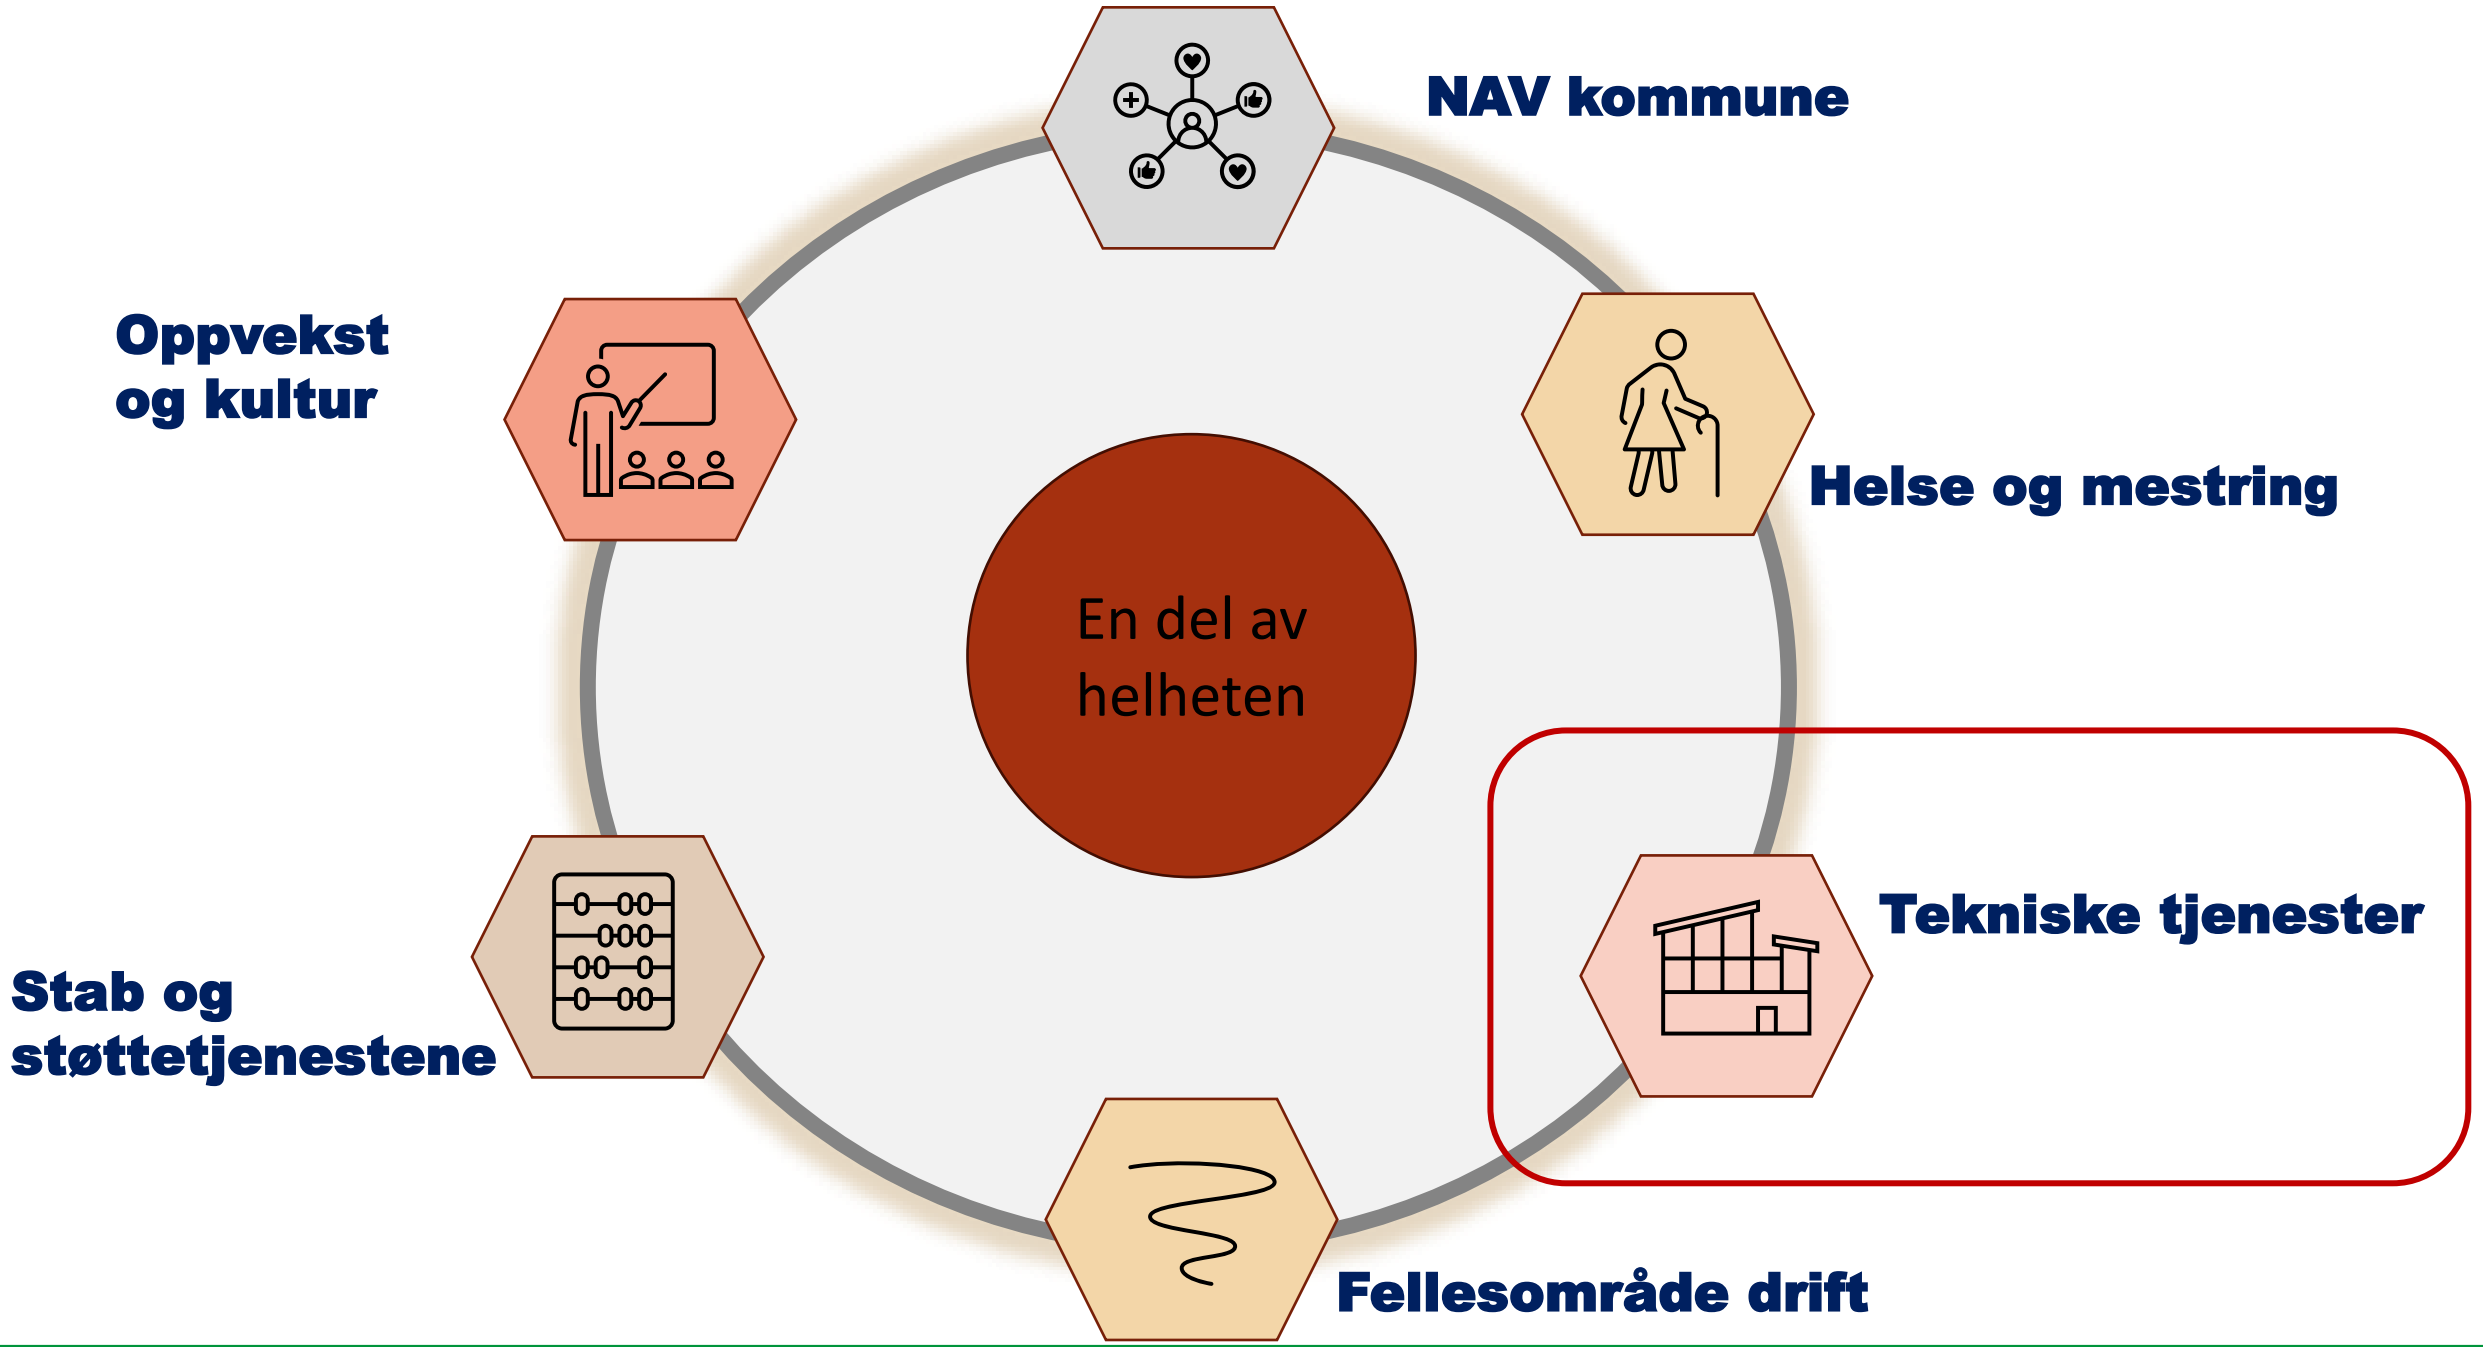 NAV kommune
Oppvekst
og kultur
Helse og mestring
En del av
helheten
Tekniske tjenester
Stab og
støttetjenestene
Fellesområde drift